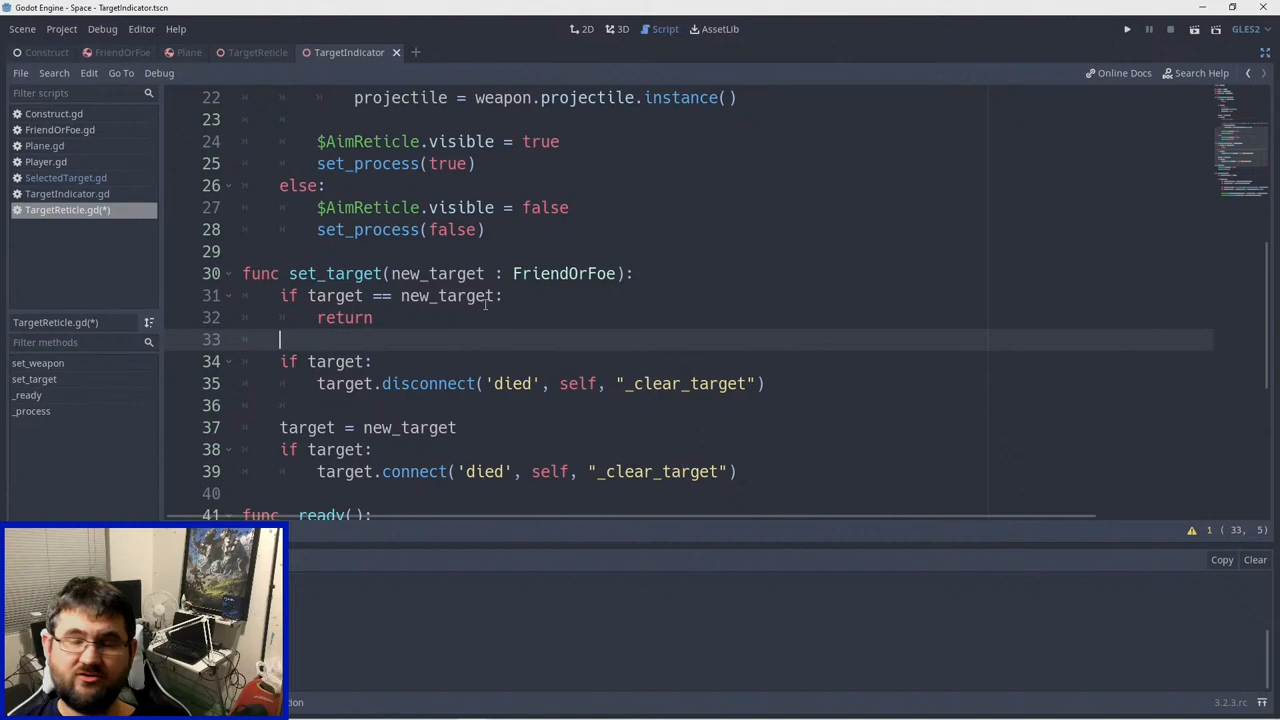 Godot Engine - Space - TargetIndicator.tscn
Scene Project Debug Editor Help
2D 3D Script AssetLib
GLES2
Construct FriendOrFoe Plane TargetReticle TargetIndicator
File Search Edit Go To Debug
Online Docs Search Help
Filter scripts
Construct.gd
FriendOrFoe.gd
Plane.gd
Player.gd
SelectedTarget.gd
TargetIndicator.gd
TargetReticle.gd(*)
TargetReticle.gd(*)
Filter methods
set_weapon
set_target
_ready
_process
22 projectile = weapon.projectile.instance()
23
24 $AimReticle.visible = true
25 set_process(true)
26 else:
27 $AimReticle.visible = false
28 set_process(false)
29
30 func set_target(new_target : FriendOrFoe):
31 if target == new_target:
32 return
33
34 if target:
35 target.disconnect('died', self, "_clear_target")
36
37 target = new_target
38 if target:
39 target.connect('died', self, "_clear_target")
40
41 func _ready():
1 ( 33, 5)
Copy Clear
3.2.3.rc